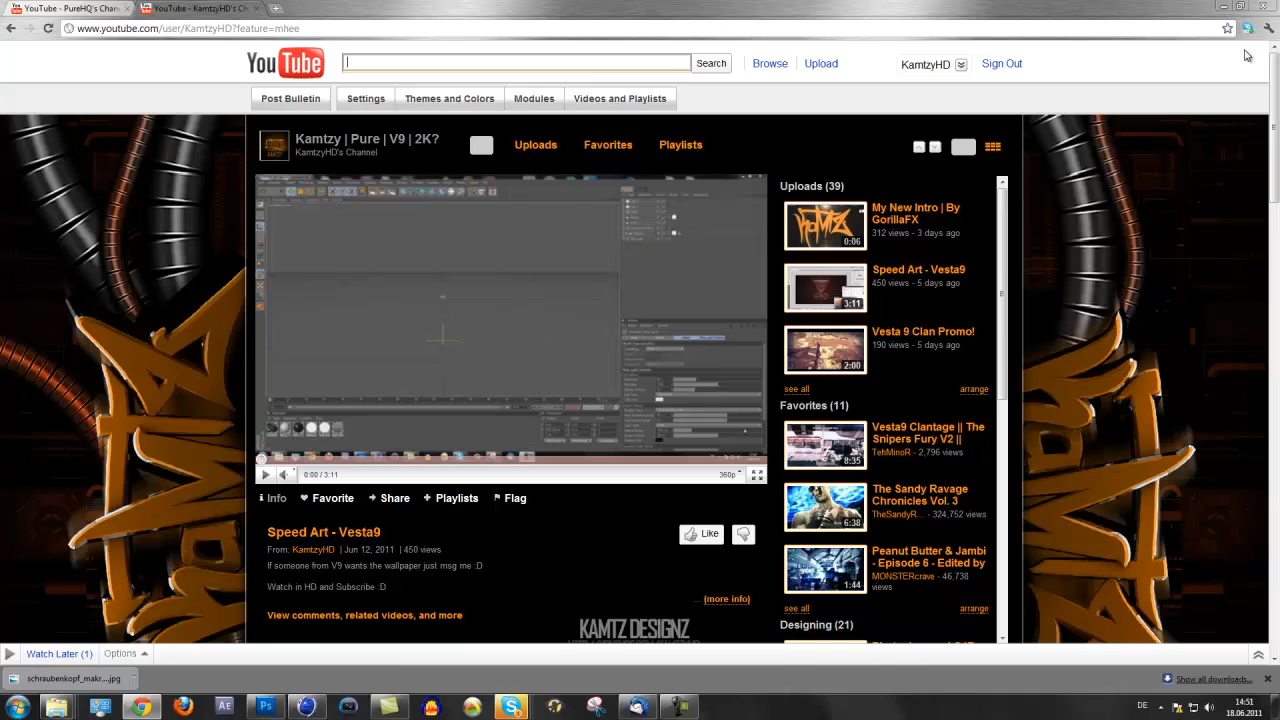 YouTube - PureHQ's Chan
YouTube - KamtzyHD's C
www.youtube.com/user/KamtzyHD?feature=mhee
YouTube
Search
Browse
Upload
KamtzyHD
Sign Out
Post Bulletin
Settings
Themes and Colors
Modules
Videos and Playlists
Kamtzy | Pure | V9 | 2K?
KamtzyHD's Channel
Uploads
Favorites
Playlists
Uploads (39)
My New Intro | By
GorillaFX
312 views - 3 days ago
0:06
Speed Art - Vesta9
450 views - 5 days ago
3:11
Vesta 9 Clan Promo!
190 views - 5 days ago
2:00
see all
arrange
Favorites (11)
Vesta9 Clantage || The
Snipers Fury V2 ||
TehMinoR - 2,796 views
8:35
The Sandy Ravage
Chronicles Vol. 3
TheSandyR... - 324,752 views
6:38
Peanut Butter & Jambi
- Episode 6 - Edited by
MONSTERcrave - 46,738
views
1:44
see all
arrange
Designing (21)
0:00 / 3:11
360p
Info
Favorite
Share
Playlists
Flag
Speed Art - Vesta9
Like
From: KamtzyHD | Jun 12, 2011 | 450 views
If someone from V9 wants the wallpaper just msg me :D
Watch in HD and Subscribe :D
... (more info)
View comments, related videos, and more
KAMTZ DESIGNZ
Watch Later (1)
Options
schraubenkopf_makr....jpg
Show all downloads...
Ae
Ps
DE
14:51
18.06.2011